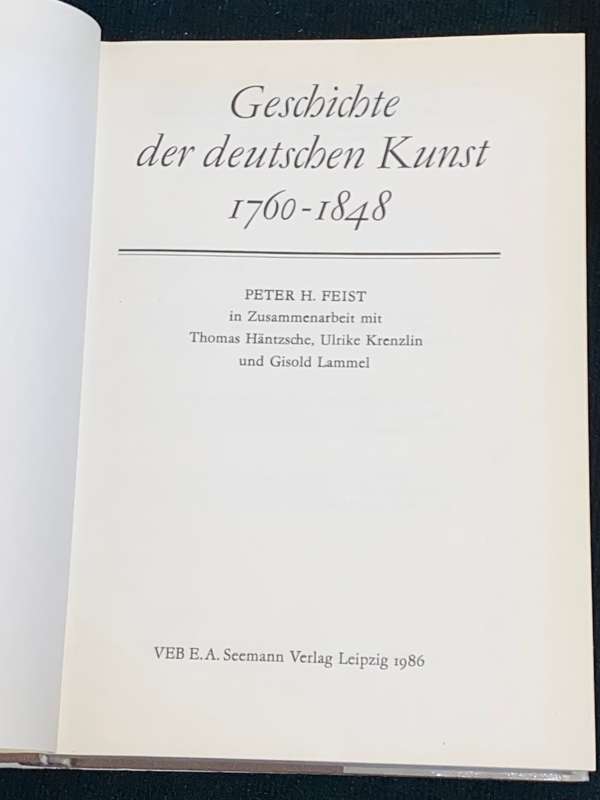 Geschichte
der deutschen Kunst
1760-1848
PETER H. FEIST
in Zusammenarbeit mit
Thomas Häntzsche, Ulrike Krenzlin
und Gisold Lammel
VEB E. A. Seemann Verlag Leipzig 1986